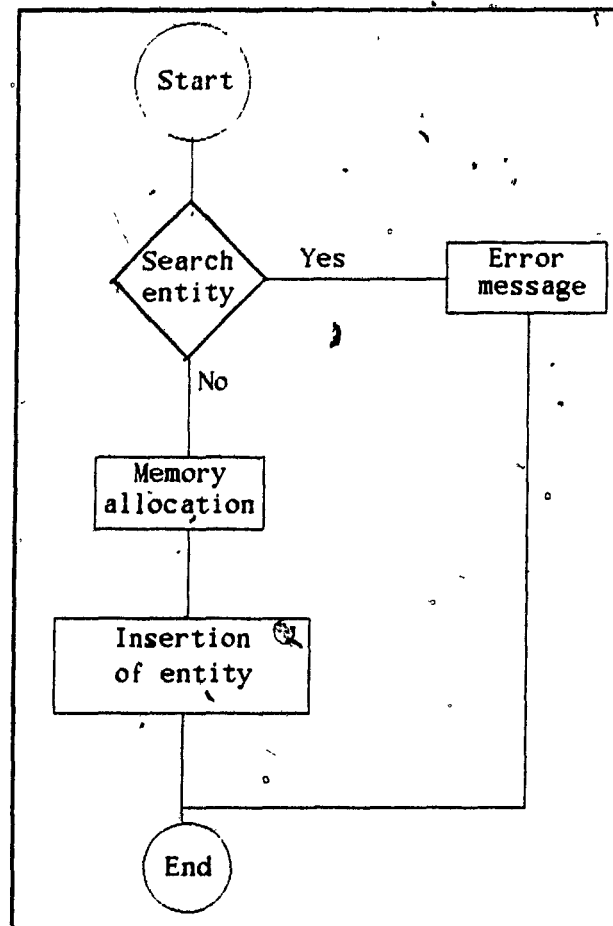 Start
Search
entity
Yes
Error
message
No
Memory
allocation
Insertion
of entity
End